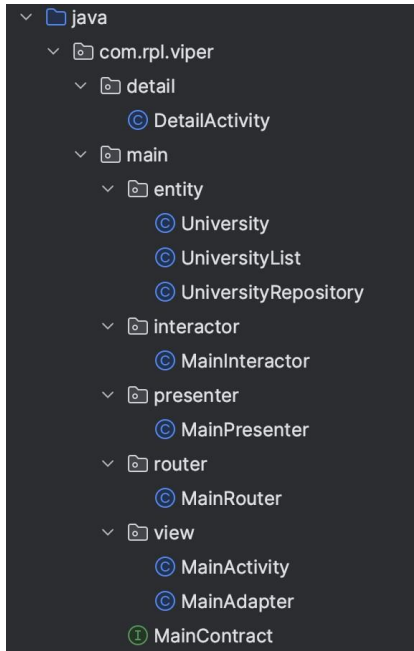 java
com.rpl.viper
detail
DetailActivity
main
entity
University
UniversityList
UniversityRepository
interactor
MainInteractor
presenter
MainPresenter
router
MainRouter
view
MainActivity
MainAdapter
MainContract